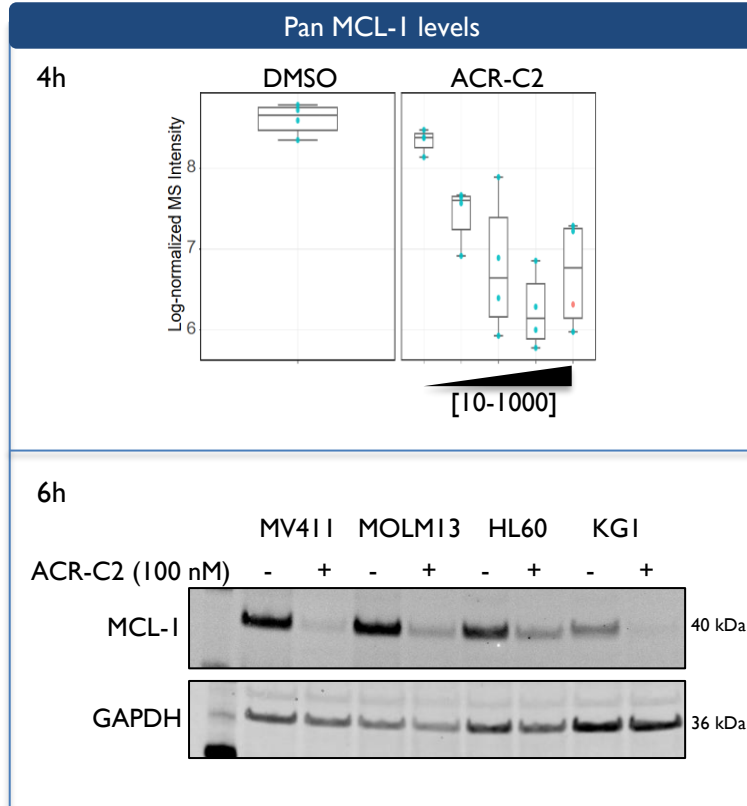 Pan MCL-1 levels
4h
DMSO
ACR-C2
Log-normalized MS Intensity
8
7
6
[10-1000]
6h
MV411 MOLM13 HL60 KG1
ACR-C2 (100 nM) - + - + - + - +
MCL-1
40 kDa
GAPDH
36 kDa